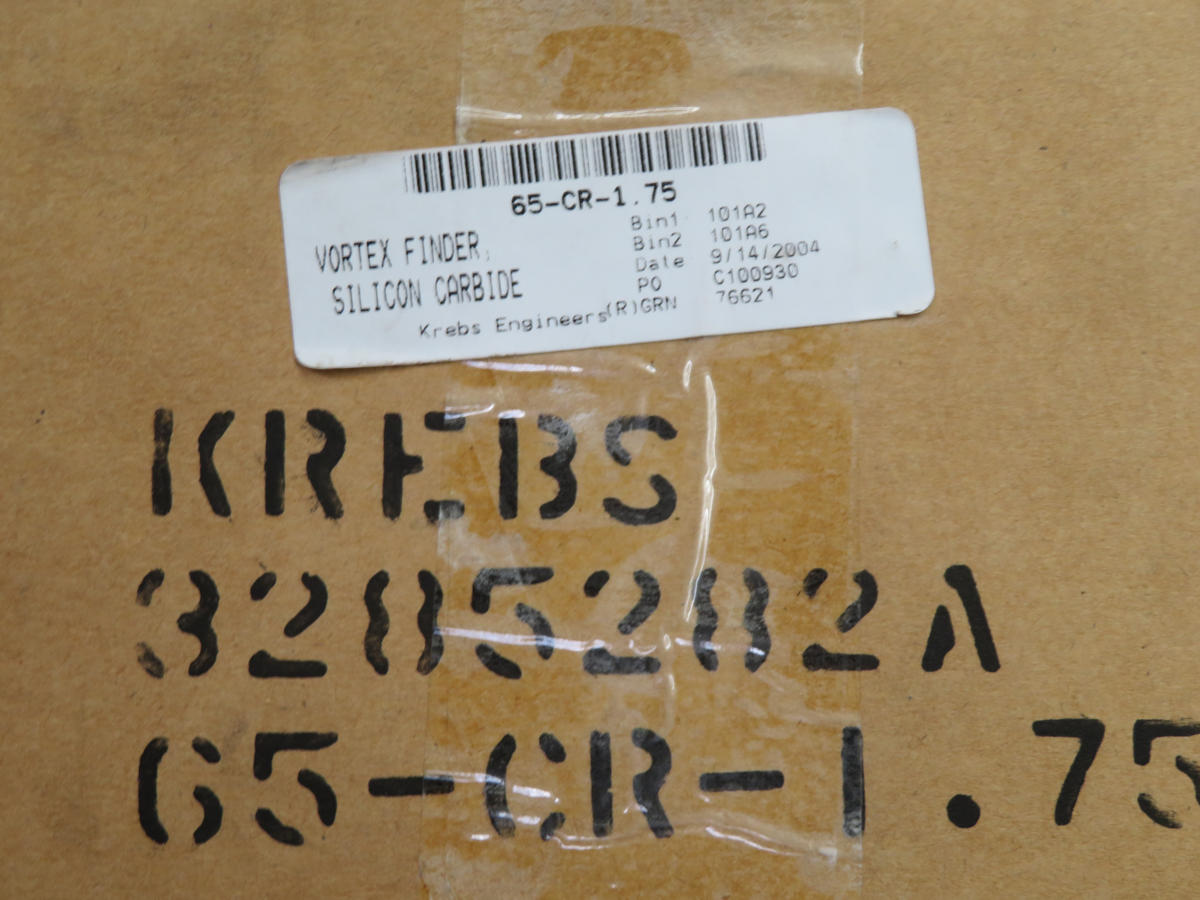 65-CR-1.75
VORTEX FINDER,
SILICON CARBIDE
Krebs Engineers(R)
Bin1 101A2
Bin2 101A6
Date 9/14/2004
PO C100930
GRN 76621
KREBS
3285282A
65-CR-1.75